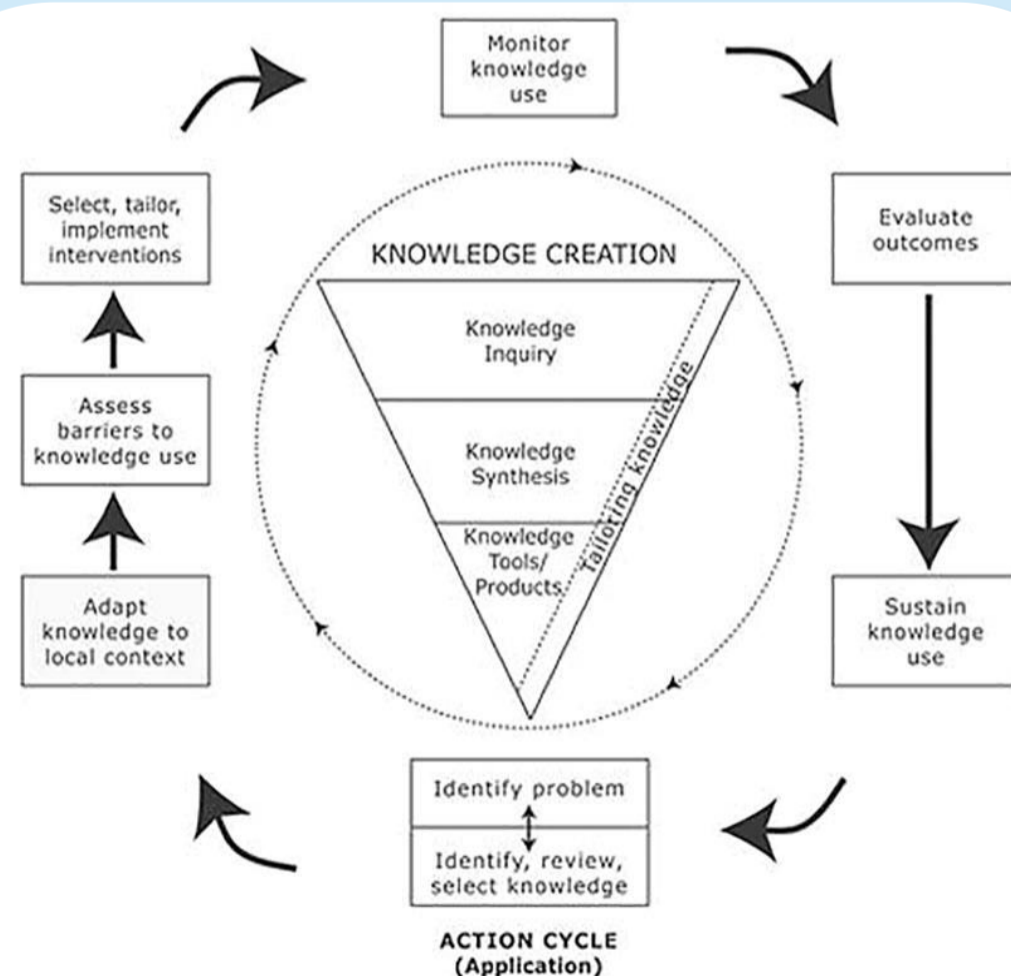 Monitor
knowledge
use
Select, tailor,
implement
interventions
Evaluate
outcomes
KNOWLEDGE CREATION
Knowledge
Inquiry
Assess
barriers to
knowledge use
Knowledge
Synthesis
Tailoring knowledge
Knowledge
Tools/
Products
Adapt
knowledge to
local context
Sustain
knowledge
use
Identify problem
Identify, review,
select knowledge
ACTION CYCLE
(Application)